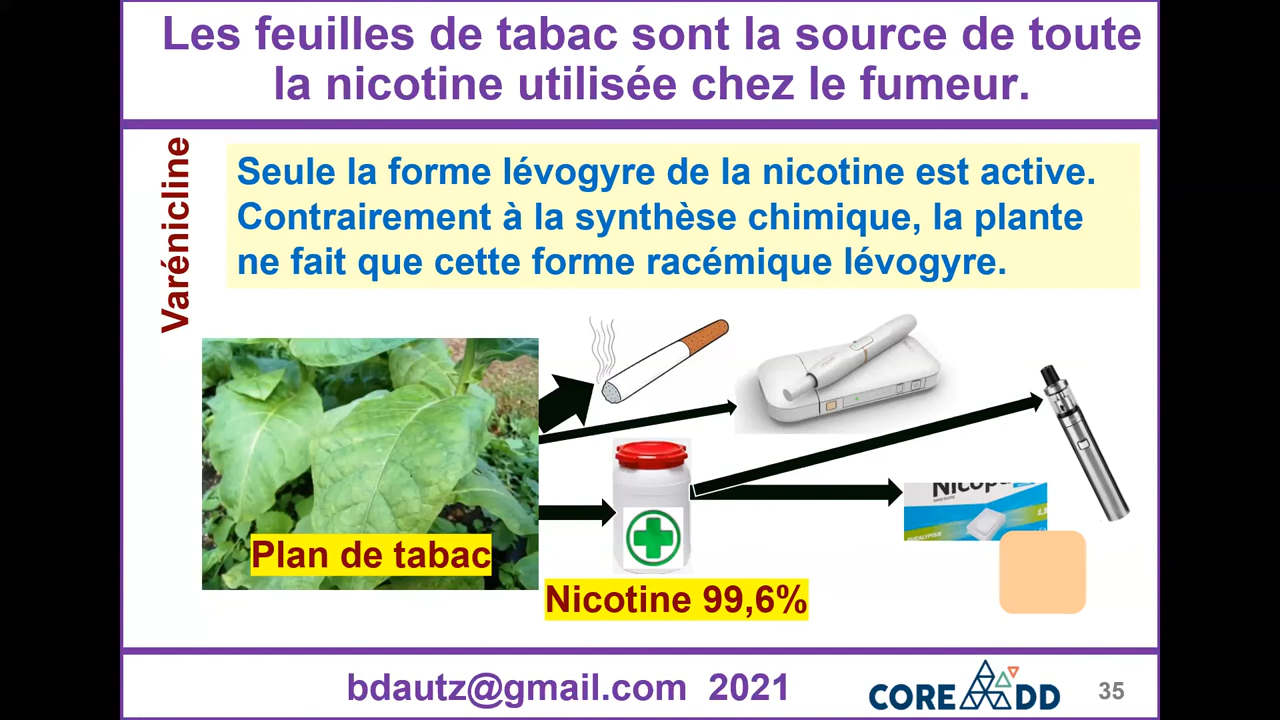 Les feuilles de tabac sont la source de toute
la nicotine utilisée chez le fumeur.
Varénicline
Seule la forme lévogyre de la nicotine est active.
Contrairement à la synthèse chimique, la plante
ne fait que cette forme racémique lévogyre.
Plan de tabac
Nicotine 99,6%
bdautz@gmail.com 2021
CORE DD
35